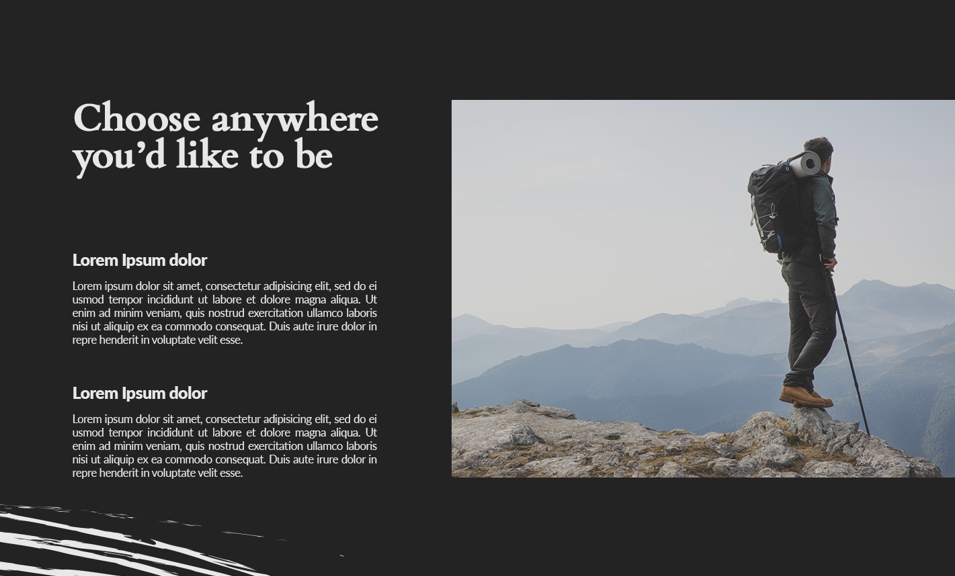 Choose anywhere
you’d like to be
Lorem Ipsum dolor
Lorem ipsum dolor sit amet, consectetur adipisicing elit, sed do ei
usmod tempor incididunt ut labore et dolore magna aliqua. Ut
enim ad minim veniam, quis nostrud exercitation ullamco laboris
nisi ut aliquip ex ea commodo consequat. Duis aute irure dolor in
repre henderit in voluptate velit esse.
Lorem Ipsum dolor
Lorem ipsum dolor sit amet, consectetur adipisicing elit, sed do ei
usmod tempor incididunt ut labore et dolore magna aliqua. Ut
enim ad minim veniam, quis nostrud exercitation ullamco laboris
nisi ut aliquip ex ea commodo consequat. Duis aute irure dolor in
repre henderit in voluptate velit esse.